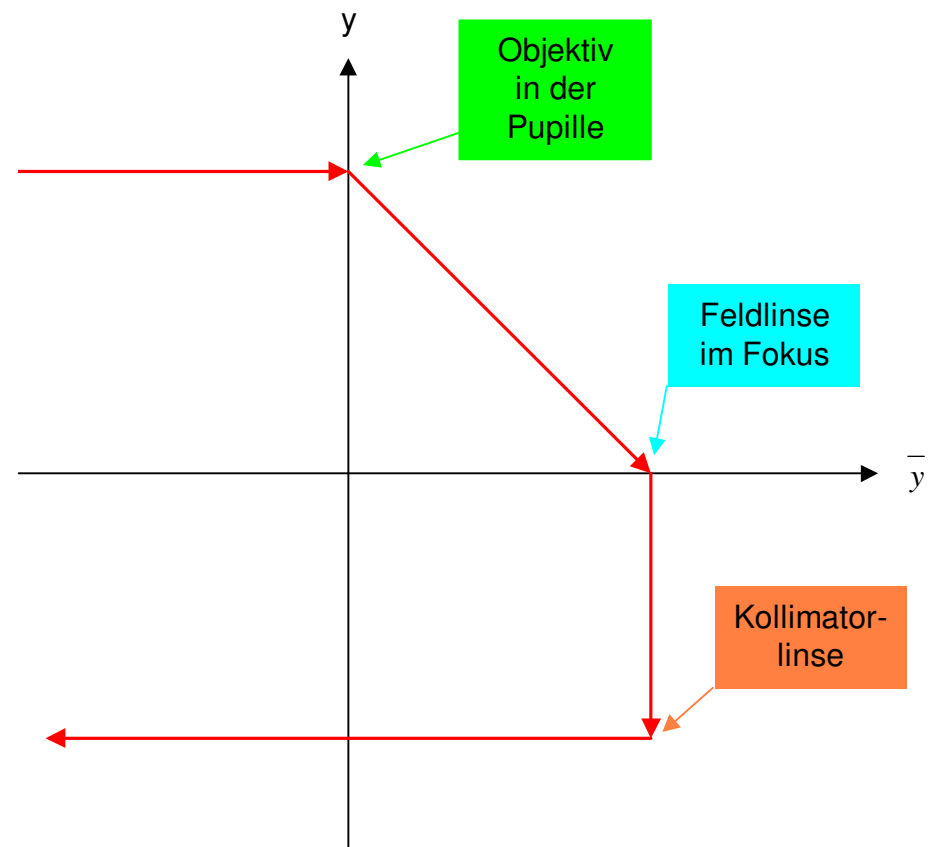 y
Objektiv
in der
Pupille
Feldlinse
im Fokus
y̅
Kollimator-
linse